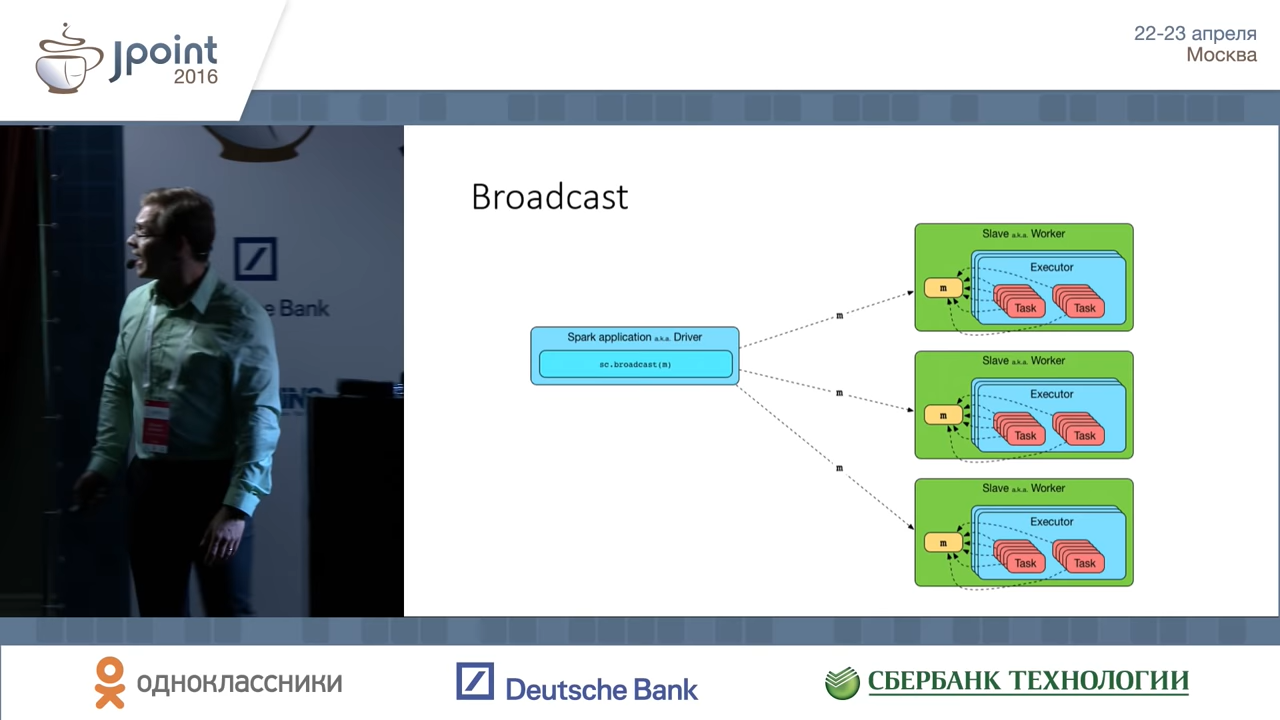 Jpoint
2016
22-23 апреля
Москва
Deutsche Bank
Broadcast
Spark application a.k.a. Driver
sc.broadcast(m)
m
m
m
Slave a.k.a. Worker
Executor
m
Task
Task
Slave a.k.a. Worker
Executor
m
Task
Task
Slave a.k.a. Worker
Executor
m
Task
Task
одноклассники
Deutsche Bank
СБЕРБАНК ТЕХНОЛОГИИ